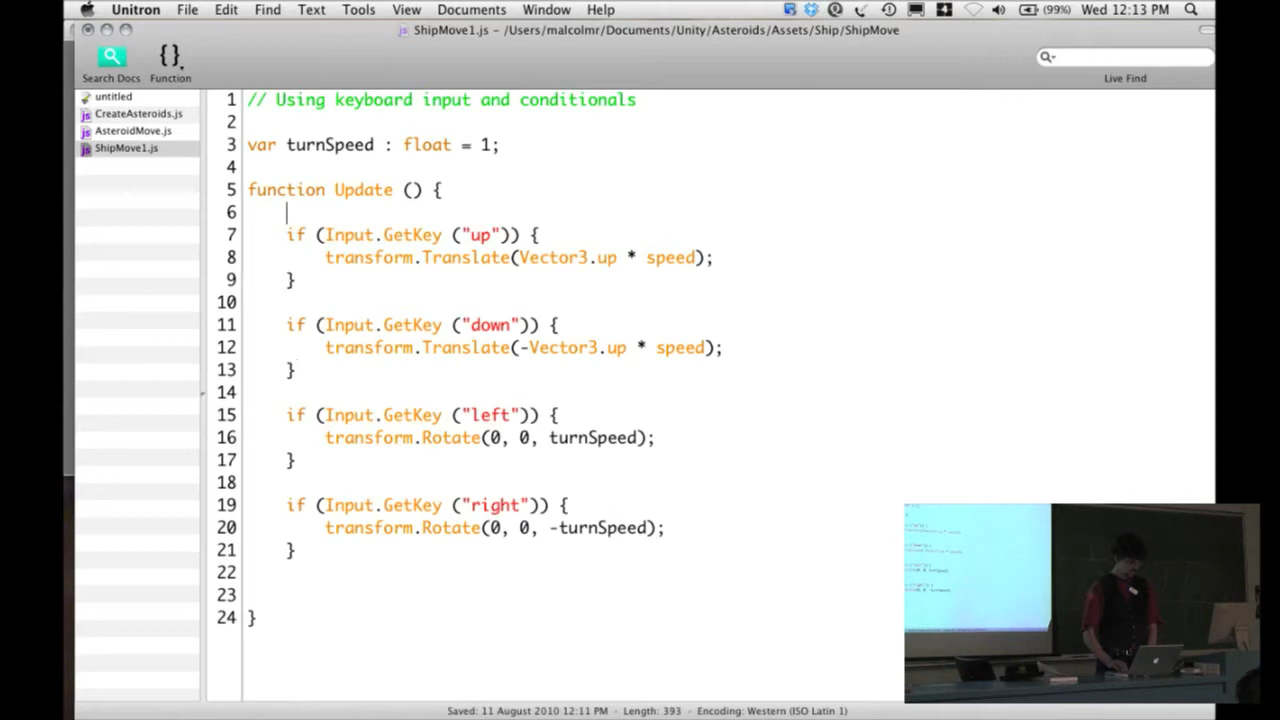 Unitron File Edit Find Text Tools View Documents Window Help (99%) Wed 12:13 PM
ShipMove1.js – /Users/malcolmr/Documents/Unity/Asteroids/Assets/Ship/ShipMove
Search Docs Function Live Find
untitled
CreateAsteroids.js
AsteroidMove.js
ShipMove1.js
1 // Using keyboard input and conditionals
2
3 var turnSpeed : float = 1;
4
5 function Update () {
6
7 if (Input.GetKey ("up")) {
8 transform.Translate(Vector3.up * speed);
9 }
10
11 if (Input.GetKey ("down")) {
12 transform.Translate(-Vector3.up * speed);
13 }
14
15 if (Input.GetKey ("left")) {
16 transform.Rotate(0, 0, turnSpeed);
17 }
18
19 if (Input.GetKey ("right")) {
20 transform.Rotate(0, 0, -turnSpeed);
21 }
22
23
24 }
Saved: 11 August 2010 12:11 PM Length: 393 Encoding: Western (ISO Latin 1)